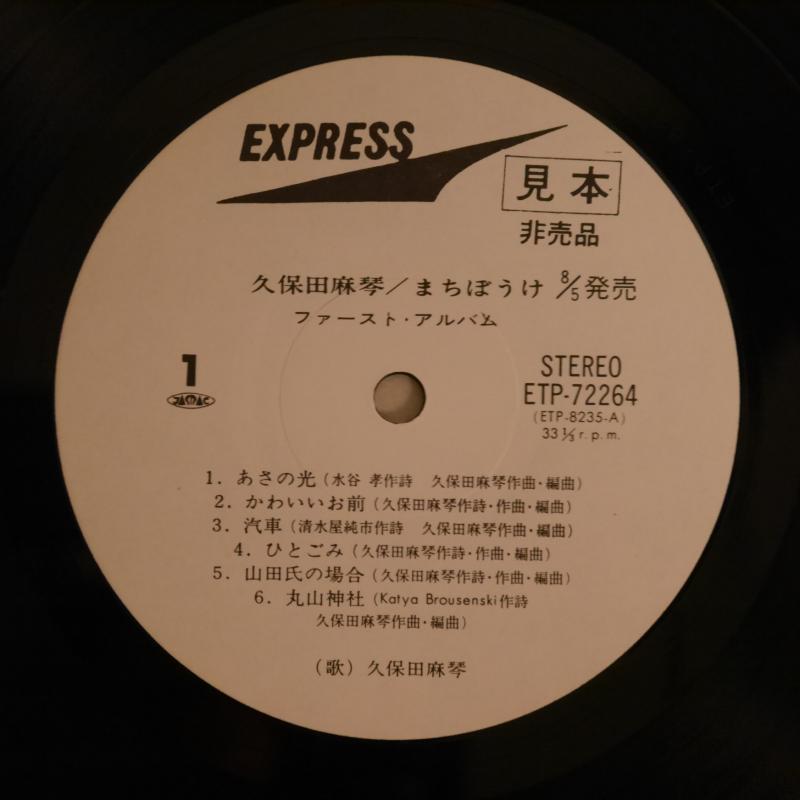 EXPRESS
見本
非売品
久保田麻琴/まちぼうけ 8/5発売
ファースト・アルバム
1
JASRAC
STEREO
ETP-72264
(ETP-8235-A)
33⅓ r.p.m.
1. あさの光(水谷 孝作詩 久保田麻琴作曲・編曲)
2. かわいいお前(久保田麻琴作詩・作曲・編曲)
3. 汽車(清水屋純市作詩 久保田麻琴作曲・編曲)
4. ひとごみ(久保田麻琴作詩・作曲・編曲)
5. 山田氏の場合(久保田麻琴作詩・作曲・編曲)
6. 丸山神社(Katya Brousenski作詩
久保田麻琴作曲・編曲)
(歌)久保田麻琴